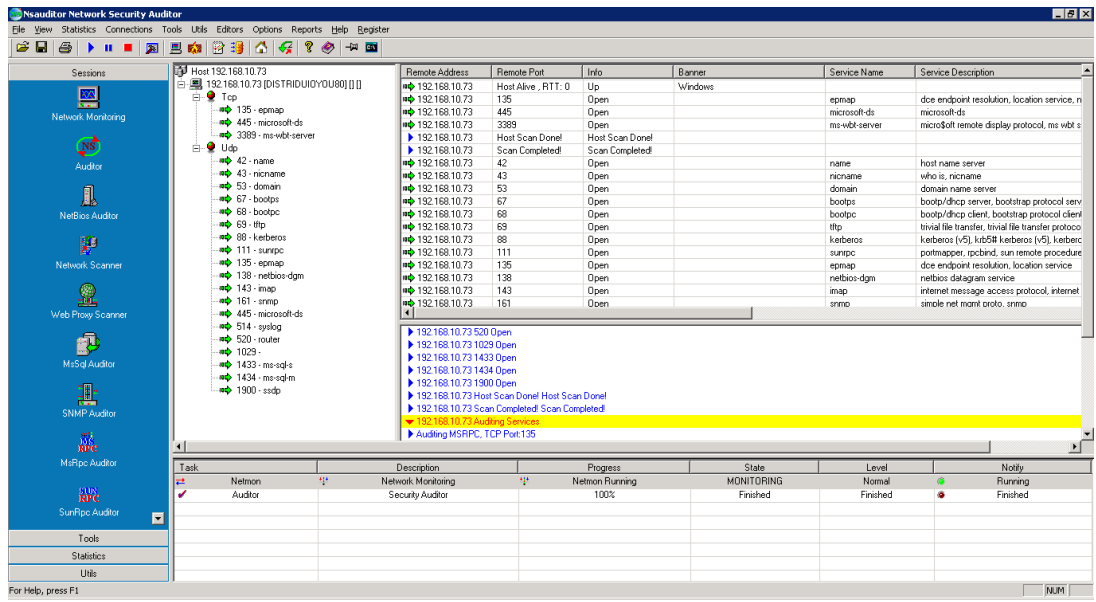 Nsauditor Network Security Auditor
File View Statistics Connections Tools Utils Editors Options Reports Help Register
Sessions
Network Monitoring
Auditor
NetBios Auditor
Network Scanner
Web Proxy Scanner
MsSql Auditor
SNMP Auditor
MsRpc Auditor
SunRpc Auditor
Tools
Statistics
Utils
Host 192.168.10.73
192.168.10.73 [DISTRIDUIOYOU80] [] []
Tcp
135 - epmap
445 - microsoft-ds
3389 - ms-wbt-server
Udp
42 - name
43 - nicname
53 - domain
67 - bootps
68 - bootpc
69 - tftp
88 - kerberos
111 - sunrpc
135 - epmap
138 - netbios-dgm
143 - imap
161 - snmp
445 - microsoft-ds
514 - syslog
520 - router
1029 -
1433 - ms-sql-s
1434 - ms-sql-m
1900 - ssdp
Remote Address Remote Port Info Banner Service Name Service Description
192.168.10.73 Host Alive , RTT: 0 Up Windows
192.168.10.73 135 Open epmap dce endpoint resolution, location service, n
192.168.10.73 445 Open microsoft-ds microsoft-ds
192.168.10.73 3389 Open ms-wbt-server micro$oft remote display protocol, ms wbt s
192.168.10.73 Host Scan Done! Host Scan Done!
192.168.10.73 Scan Completed! Scan Completed!
192.168.10.73 42 Open name host name server
192.168.10.73 43 Open nicname who is, nicname
192.168.10.73 53 Open domain domain name server
192.168.10.73 67 Open bootps bootp/dhcp server, bootstrap protocol serv
192.168.10.73 68 Open bootpc bootp/dhcp client, bootstrap protocol client
192.168.10.73 69 Open tftp trivial file transfer, trivial file transfer protoco
192.168.10.73 88 Open kerberos kerberos (v5), krb5# kerberos (v5), kerberc
192.168.10.73 111 Open sunrpc portmapper, rpcbind, sun remote procedure
192.168.10.73 135 Open epmap dce endpoint resolution, location service
192.168.10.73 138 Open netbios-dgm netbios datagram service
192.168.10.73 143 Open imap internet message access protocol, internet
192.168.10.73 161 Open snmp simple net mgmt proto, snmp
192.168.10.73 520 Open
192.168.10.73 1029 Open
192.168.10.73 1433 Open
192.168.10.73 1434 Open
192.168.10.73 1900 Open
192.168.10.73 Host Scan Done! Host Scan Done!
192.168.10.73 Scan Completed! Scan Completed!
192.168.10.73 Auditing Services
Auditing MSRPC, TCP Port:135
Task Description Progress State Level Notify
Netmon Network Monitoring Netmon Running MONITORING Normal Running
Auditor Security Auditor 100% Finished Finished Finished
For Help, press F1
NUM